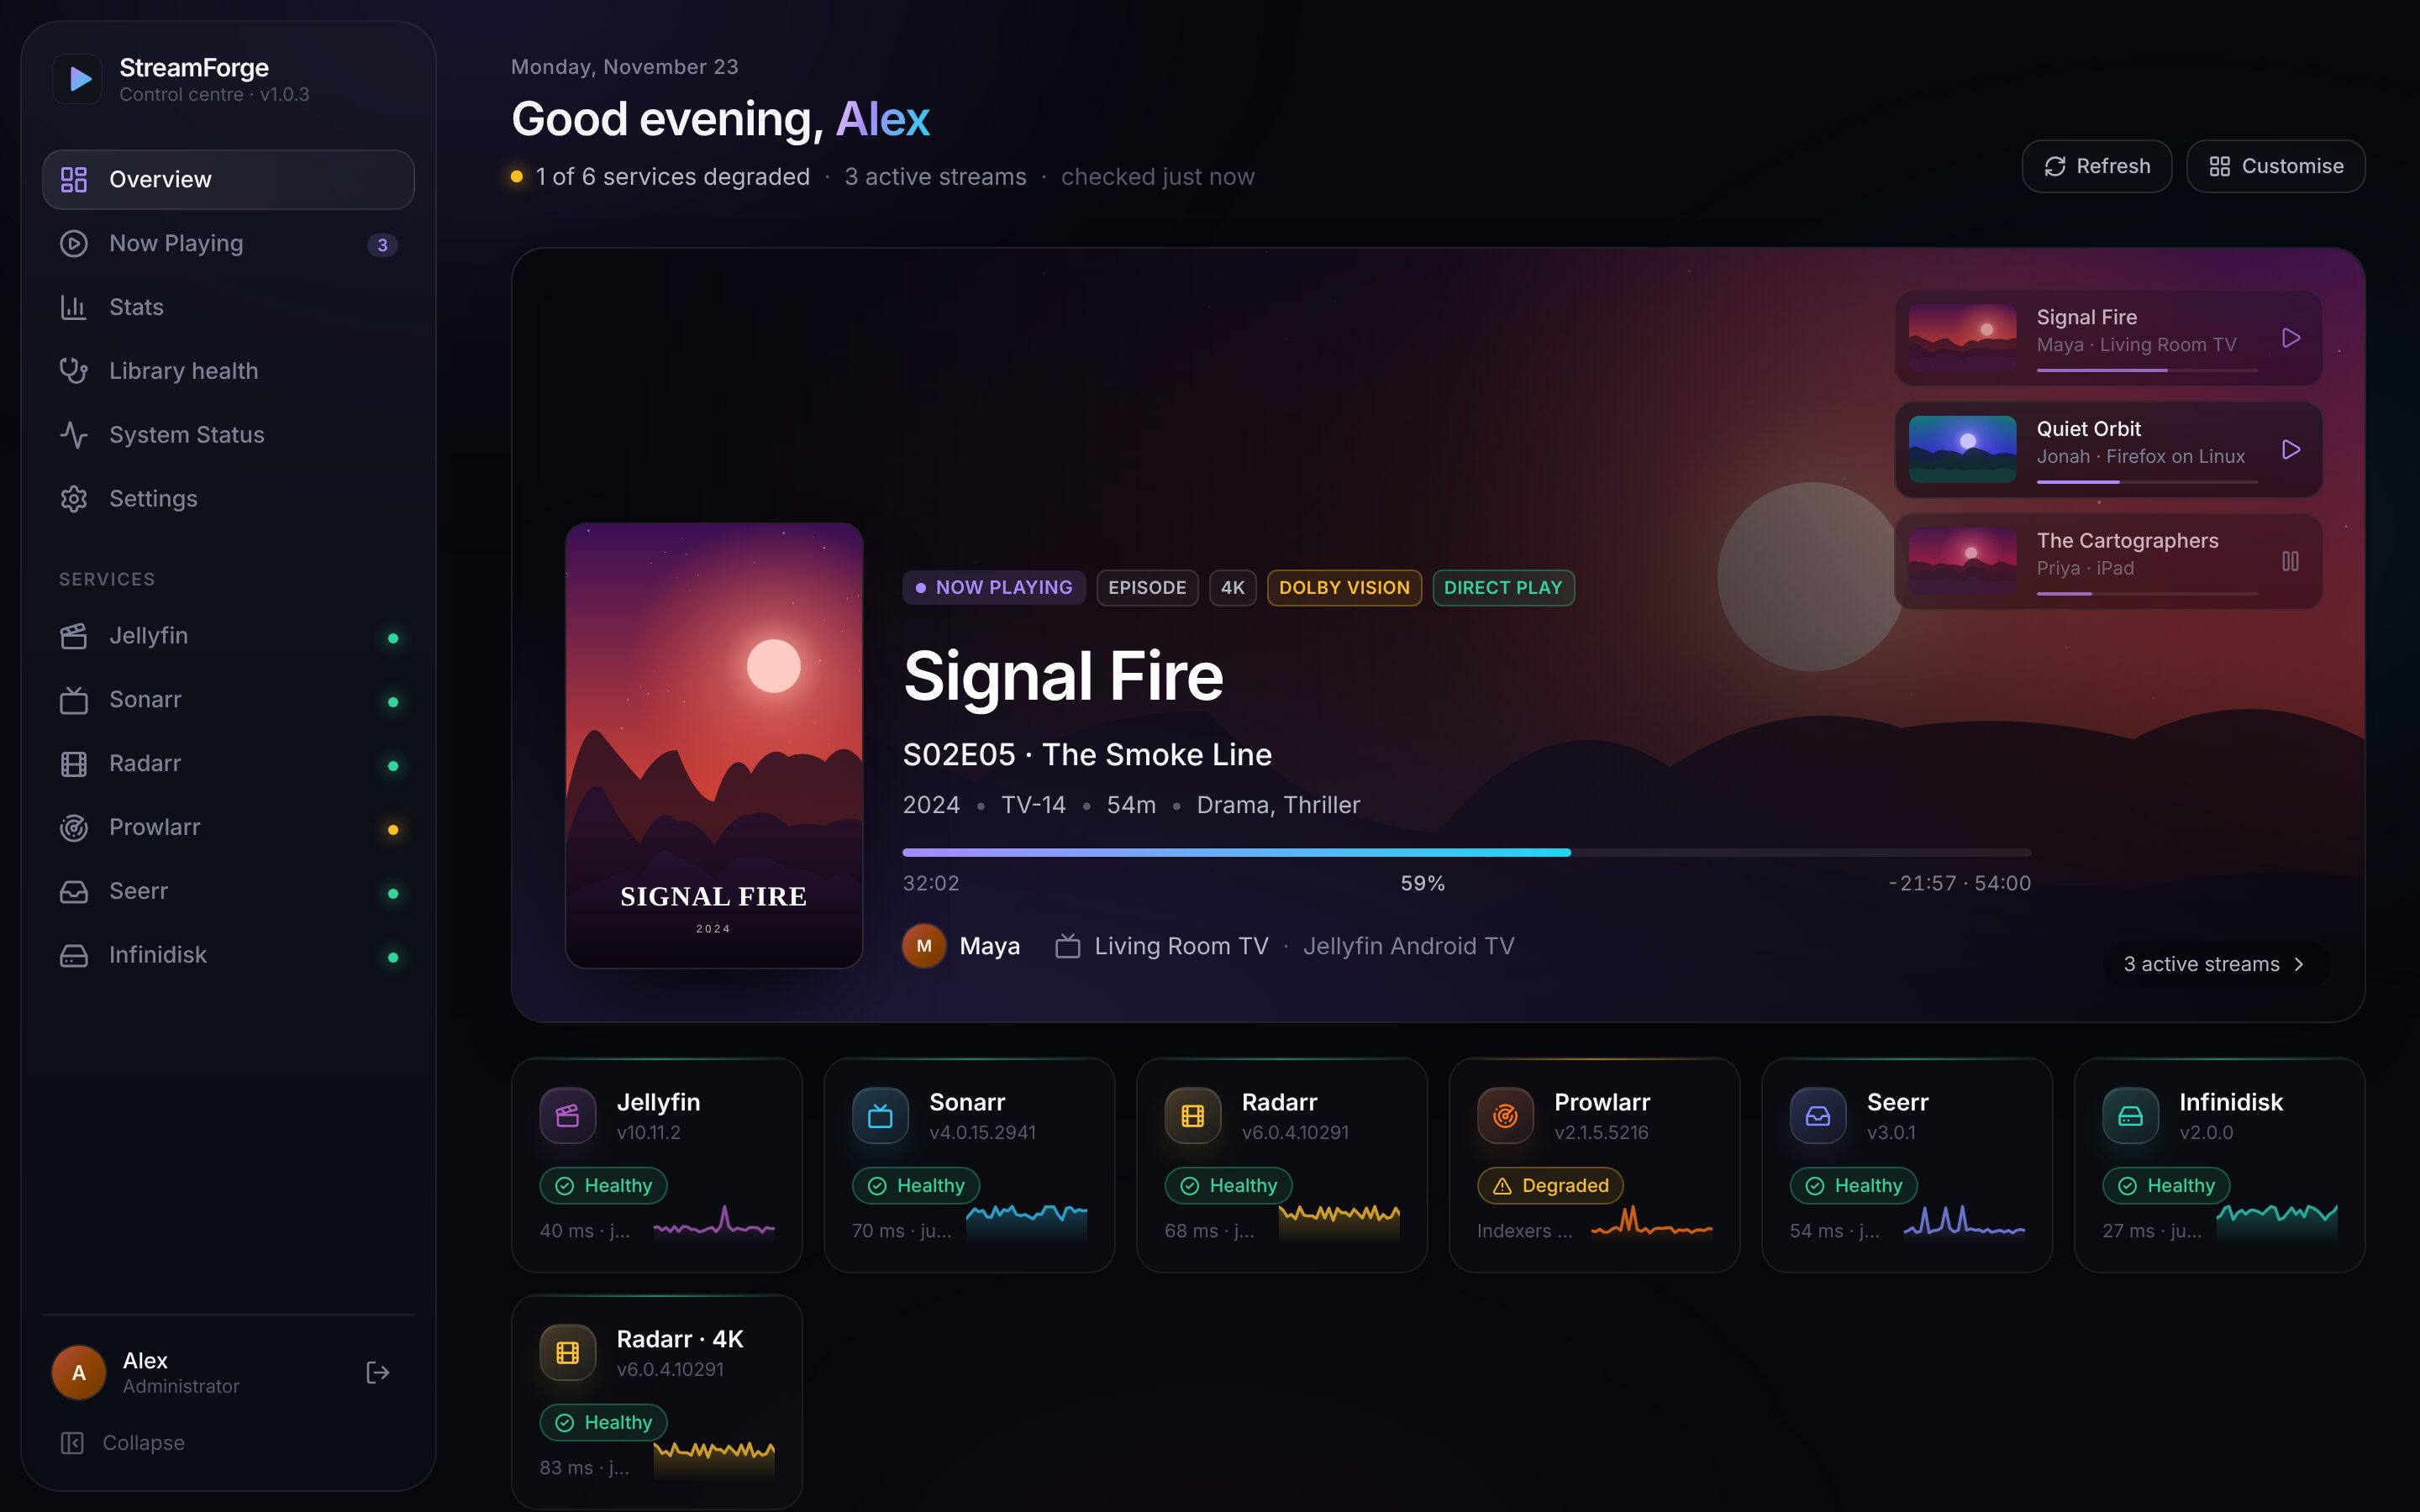 StreamForge
Control centre · v1.0.3
Overview
Now Playing 3
Stats
Library health
System Status
Settings
SERVICES
Jellyfin
Sonarr
Radarr
Prowlarr
Seerr
Infinidisk
A
Alex
Administrator
Collapse
Monday, November 23
Good evening, Alex
1 of 6 services degraded · 3 active streams · checked just now
Refresh
Customise
Signal Fire
Maya · Living Room TV
Quiet Orbit
Jonah · Firefox on Linux
The Cartographers
Priya · iPad
SIGNAL FIRE
2024
NOW PLAYING EPISODE 4K DOLBY VISION DIRECT PLAY
Signal Fire
S02E05 · The Smoke Line
2024 • TV-14 • 54m • Drama, Thriller
32:02 59% -21:57 · 54:00
M Maya Living Room TV · Jellyfin Android TV
3 active streams
Jellyfin
v10.11.2
Healthy
40 ms · j...
Sonarr
v4.0.15.2941
Healthy
70 ms · ju...
Radarr
v6.0.4.10291
Healthy
68 ms · j...
Prowlarr
v2.1.5.5216
Degraded
Indexers ...
Seerr
v3.0.1
Healthy
54 ms · j...
Infinidisk
v2.0.0
Healthy
27 ms · ju...
Radarr · 4K
v6.0.4.10291
Healthy
83 ms · j...